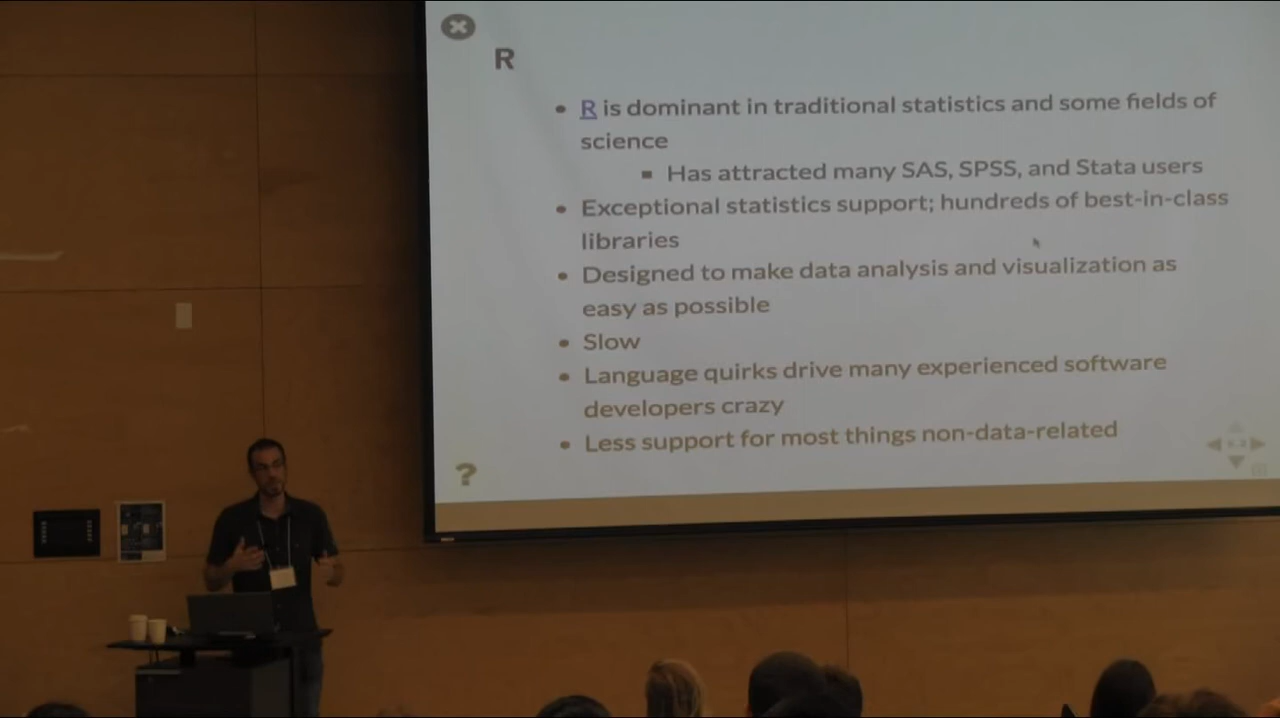 R
R is dominant in traditional statistics and some fields of
science
Has attracted many SAS, SPSS, and Stata users
Exceptional statistics support; hundreds of best-in-class
libraries
Designed to make data analysis and visualization as
easy as possible
Slow
Language quirks drive many experienced software
developers crazy
Less support for most things non-data-related
?